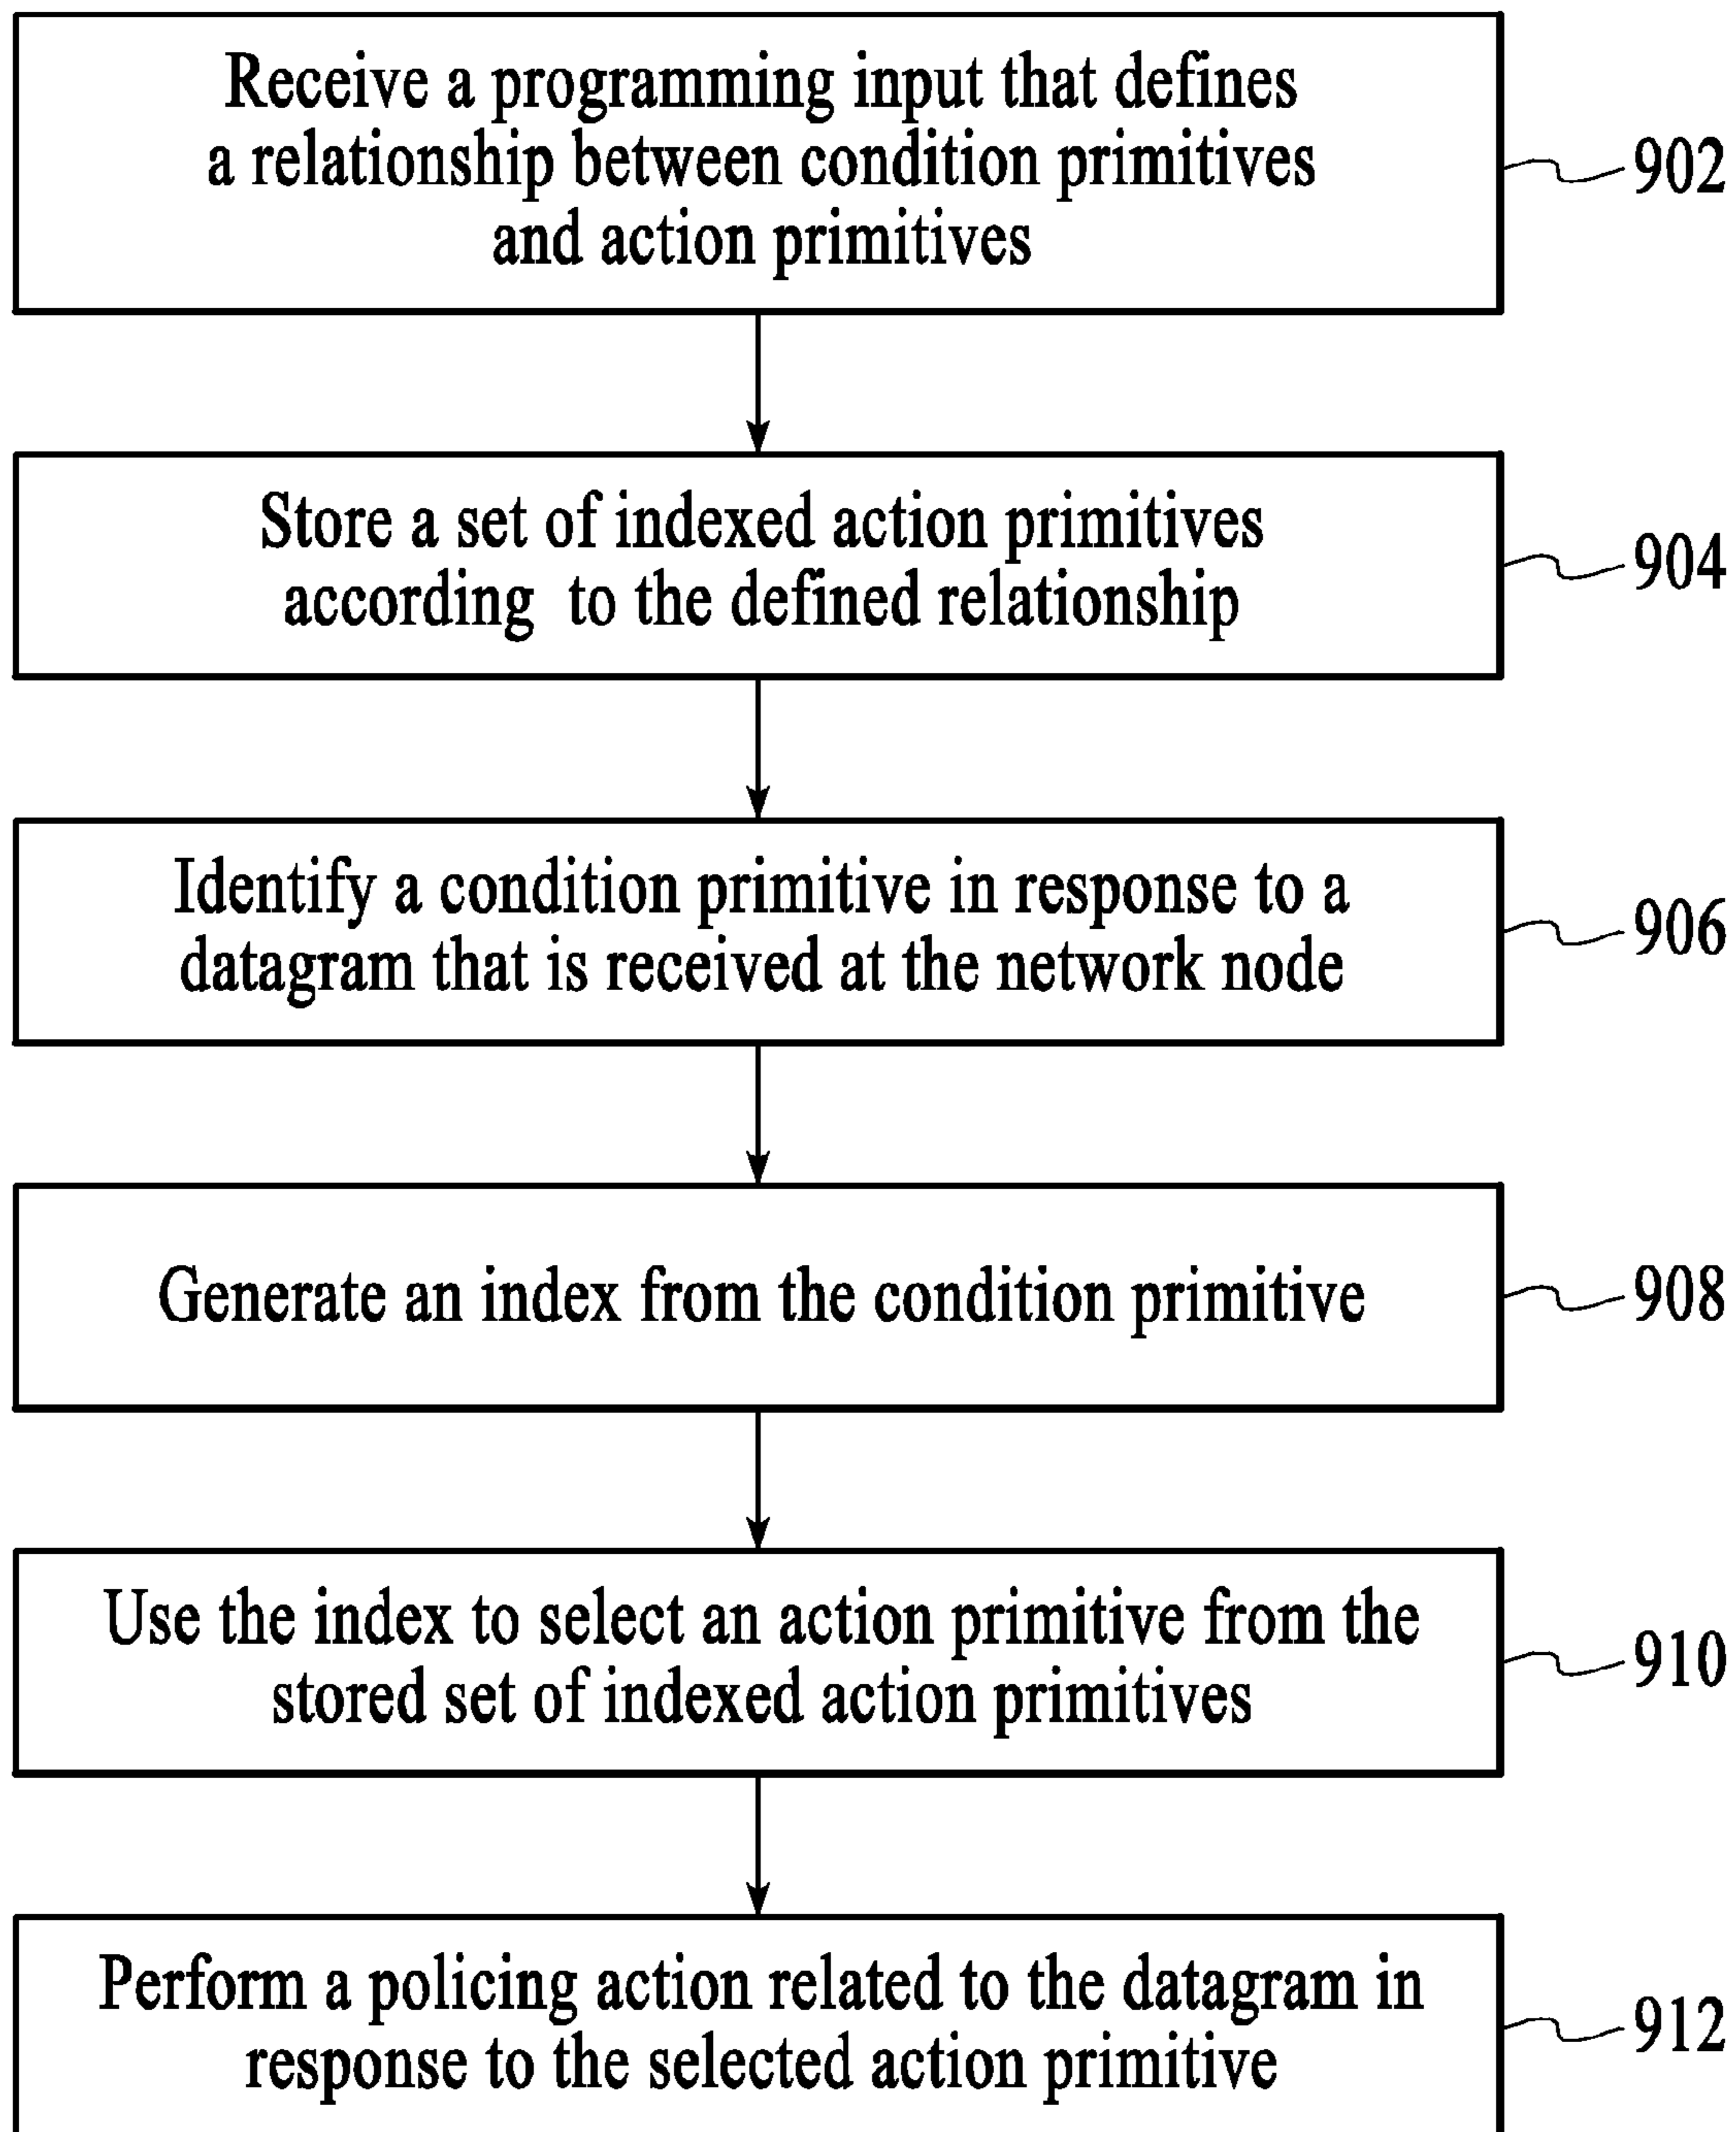 Receive a programming input that defines
a relationship between condition primitives
and action primitives
902
Store a set of indexed action primitives
according to the defined relationship
904
Identify a condition primitive in response to a
datagram that is received at the network node
906
Generate an index from the condition primitive
908
Use the index to select an action primitive from the
stored set of indexed action primitives
910
Perform a policing action related to the datagram in
response to the selected action primitive
912